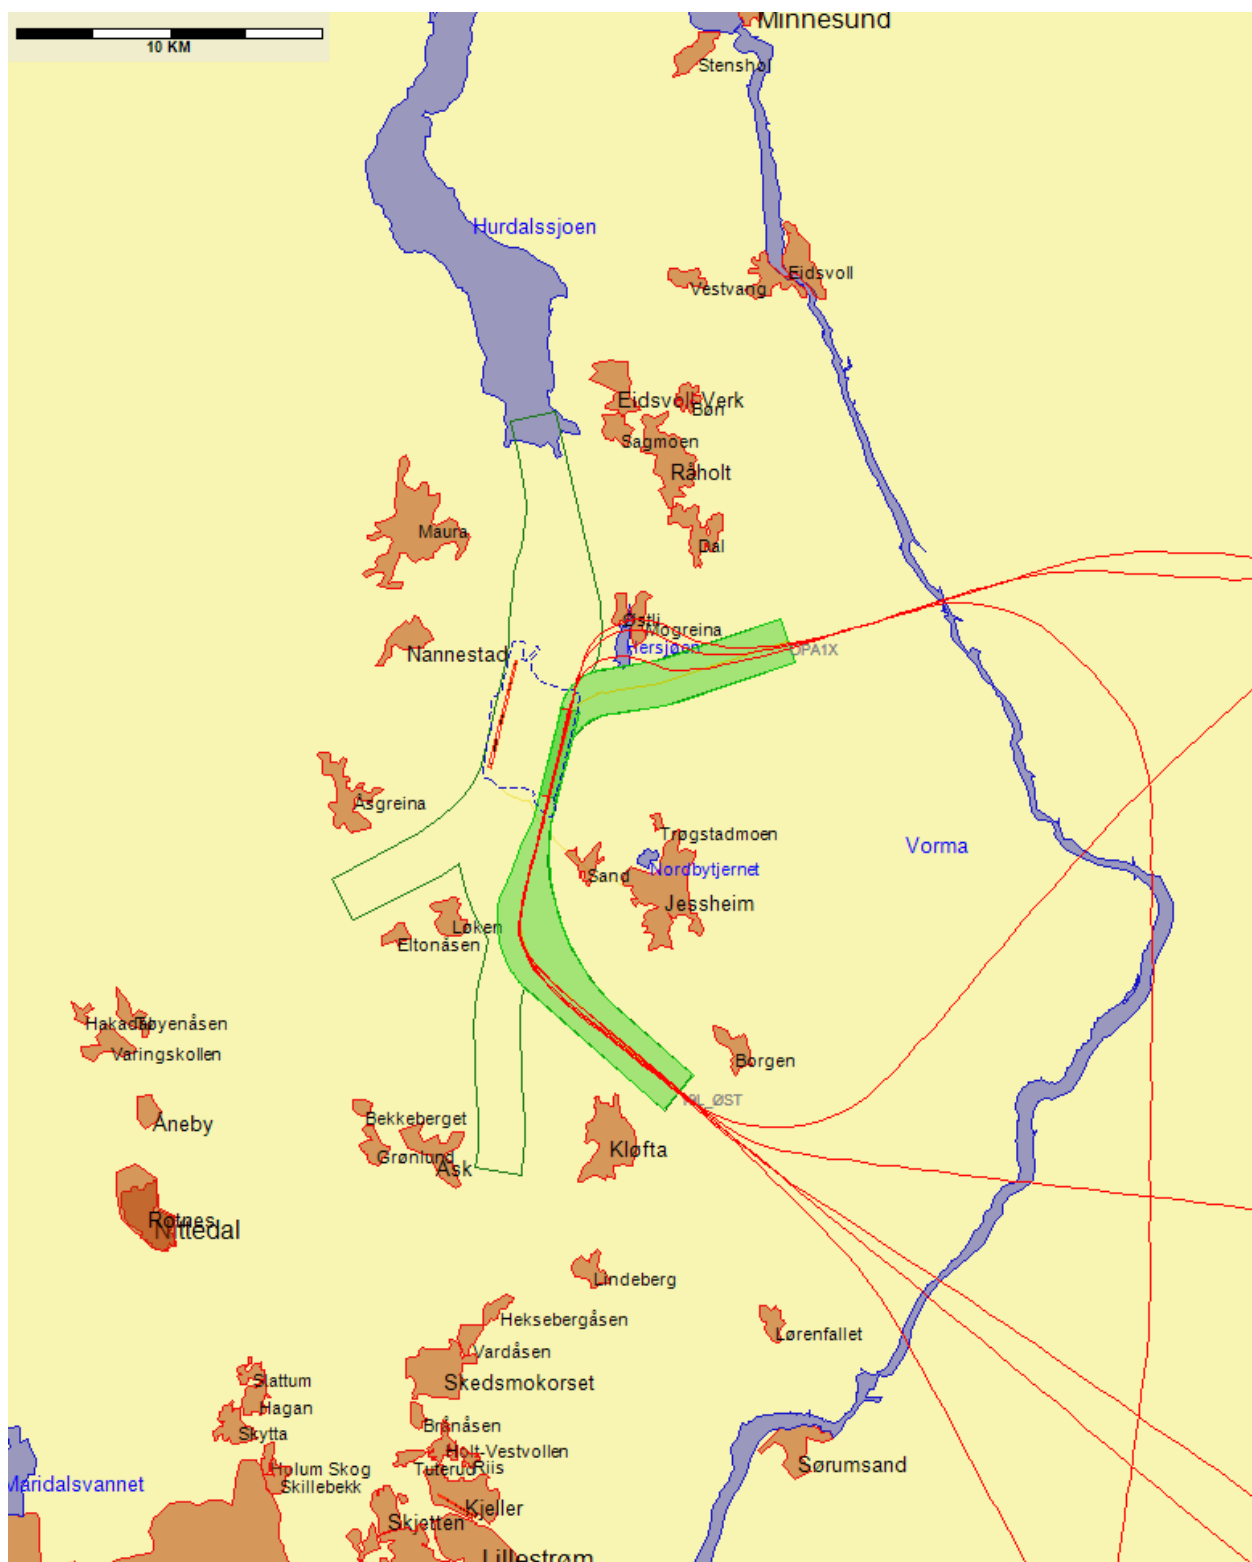 Minnesund
10 KM
Stenshol
Hurdalssjoen
Eidsvoll
Vestvang
Eidsvoll Verk
Bøn
Sagmoen
Råholt
Maura
Dal
Østli
Mogreina
Hersjøen
Nannestad
OPA1X
Åsgreina
Trøgstadmoen
Vorma
Nordbytjernet
Sand
Jessheim
Løken
Eltonåsen
Hakadal
Tøyenåsen
Varingskollen
Borgen
19L_ØST
Åneby
Bekkeberget
Kløfta
Grønlund
Ask
Rotnes
Nittedal
Lindeberg
Heksebergåsen
Lørenfallet
Vardåsen
Slattum
Skedsmokorset
Hagan
Brånåsen
Skytta
Holt-Vestvollen
Holum Skog
Tuterud
Riis
Sørumsand
Maridalsvannet
Skillebekk
Kjeller
Skjetten
Lillestrøm